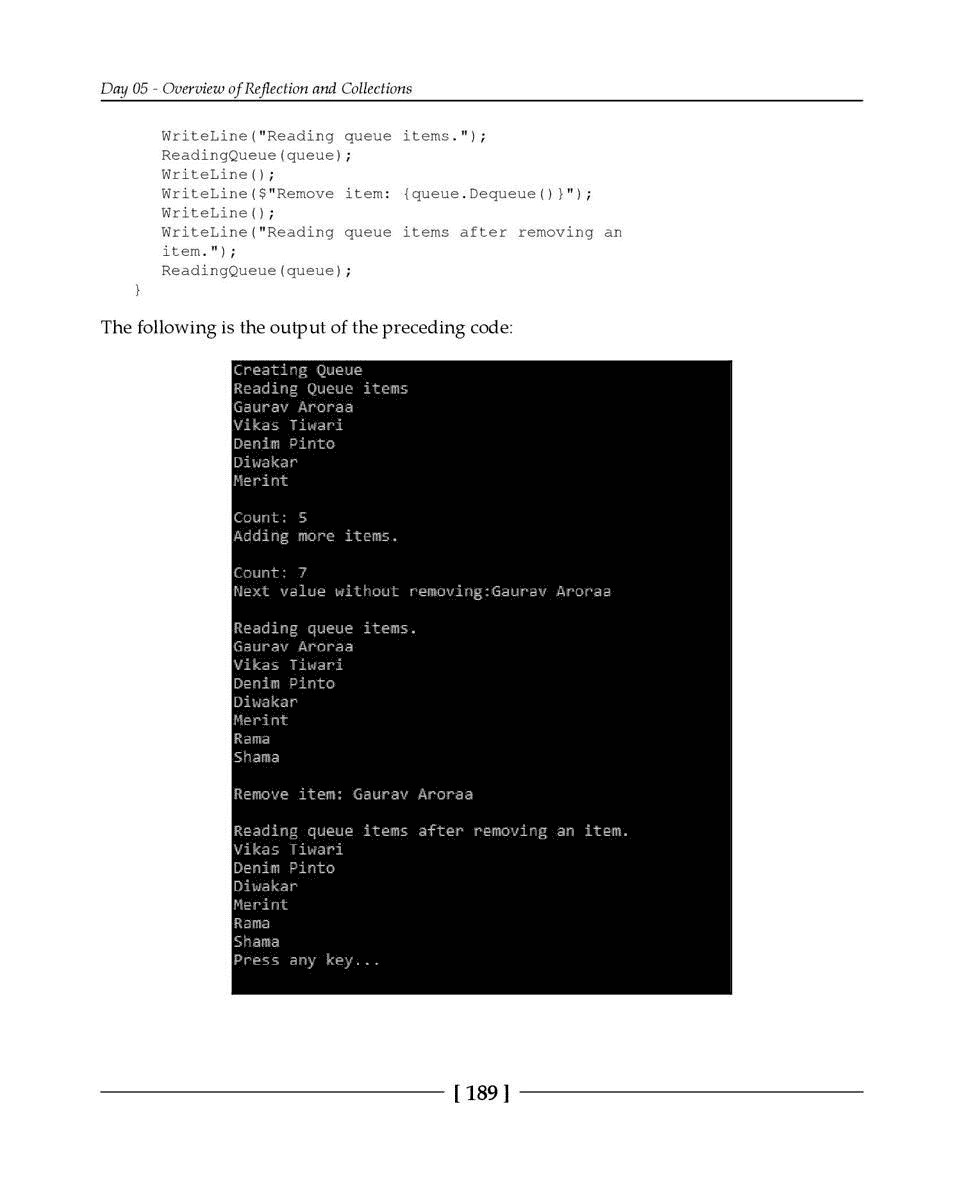 Day 05 - Overview of Reflection and Collections
WriteLine("Reading queue items.");
ReadingQueue(queue);
WriteLine();
WriteLine($"Remove item: {queue.Dequeue()}");
WriteLine();
WriteLine("Reading queue items after removing an
item.");
ReadingQueue(queue);
}
The following is the output of the preceding code:
Creating Queue
Reading Queue items
Gaurav Aroraa
Vikas Tiwari
Denim Pinto
Diwakar
Merint
Count: 5
Adding more items.
Count: 7
Next value without removing:Gaurav Aroraa
Reading queue items.
Gaurav Aroraa
Vikas Tiwari
Denim Pinto
Diwakar
Merint
Rama
Shama
Remove item: Gaurav Aroraa
Reading queue items after removing an item.
Vikas Tiwari
Denim Pinto
Diwakar
Merint
Rama
Shama
Press any key...
[ 189 ]